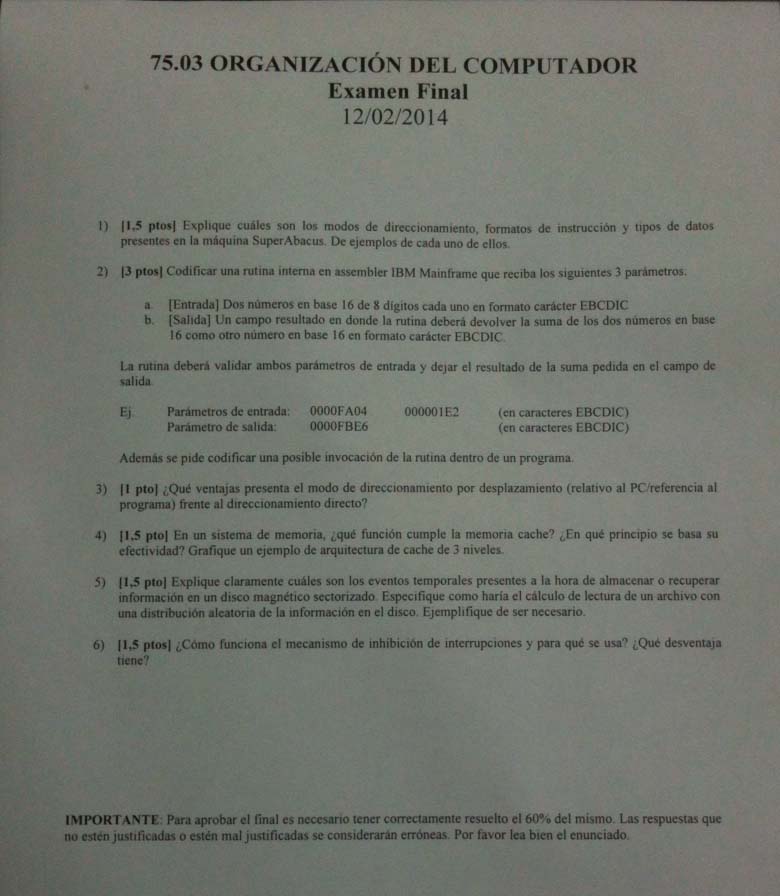 75.03 ORGANIZACIÓN DEL COMPUTADOR
Examen Final
12/02/2014
1) [1,5 ptos] Explique cuáles son los modos de direccionamiento, formatos de instrucción y tipos de datos
presentes en la máquina SuperAbacus. De ejemplos de cada uno de ellos.
2) [3 ptos] Codificar una rutina interna en assembler IBM Mainframe que reciba los siguientes 3 parámetros.
a. [Entrada] Dos números en base 16 de 8 dígitos cada uno en formato carácter EBCDIC
b. [Salida] Un campo resultado en donde la rutina deberá devolver la suma de los dos números en base
16 como otro número en base 16 en formato carácter EBCDIC.
La rutina deberá validar ambos parámetros de entrada y dejar el resultado de la suma pedida en el campo de
salida.
Ej. Parámetros de entrada: 0000FA04 000001E2 (en caracteres EBCDIC)
Parámetro de salida: 0000FBE6 (en caracteres EBCDIC)
Además se pide codificar una posible invocación de la rutina dentro de un programa.
3) [1 pto] ¿Qué ventajas presenta el modo de direccionamiento por desplazamiento (relativo al PC/referencia al
programa) frente al direccionamiento directo?
4) [1,5 pto] En un sistema de memoria, ¿qué función cumple la memoria cache? ¿En qué principio se basa su
efectividad? Grafique un ejemplo de arquitectura de cache de 3 niveles.
5) [1,5 pto] Explique claramente cuáles son los eventos temporales presentes a la hora de almacenar o recuperar
información en un disco magnético sectorizado. Especifique como haría el cálculo de lectura de un archivo con
una distribución aleatoria de la información en el disco. Ejemplifique de ser necesario.
6) [1,5 ptos] ¿Cómo funciona el mecanismo de inhibición de interrupciones y para qué se usa? ¿Qué desventaja
tiene?
IMPORTANTE: Para aprobar el final es necesario tener correctamente resuelto el 60% del mismo. Las respuestas que
no estén justificadas o estén mal justificadas se considerarán erróneas. Por favor lea bien el enunciado.